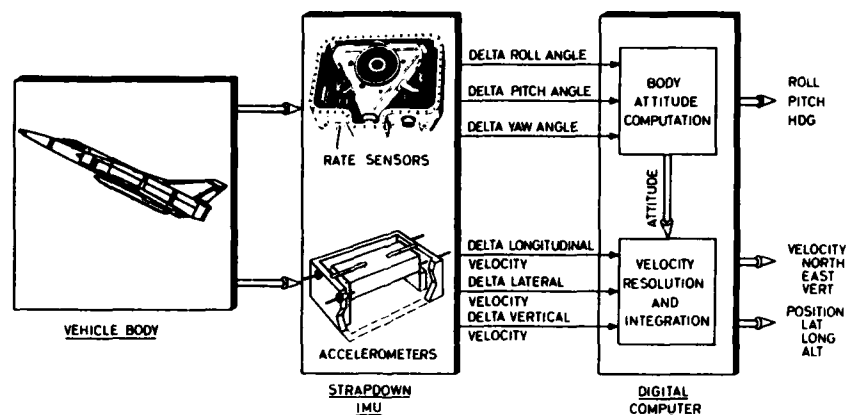 DELTA ROLL ANGLE
DELTA PITCH ANGLE
DELTA YAW ANGLE
RATE SENSORS
BODY
ATTITUDE
COMPUTATION
ROLL
PITCH
HDG
ATTITUDE
DELTA LONGITUDINAL
VELOCITY
DELTA LATERAL
VELOCITY
DELTA VERTICAL
VELOCITY
ACCELEROMETERS
VELOCITY
RESOLUTION
AND
INTEGRATION
VELOCITY
NORTH
EAST
VERT
POSITION
LAT
LONG
ALT
VEHICLE BODY
STRAPDOWN
IMU
DIGITAL
COMPUTER